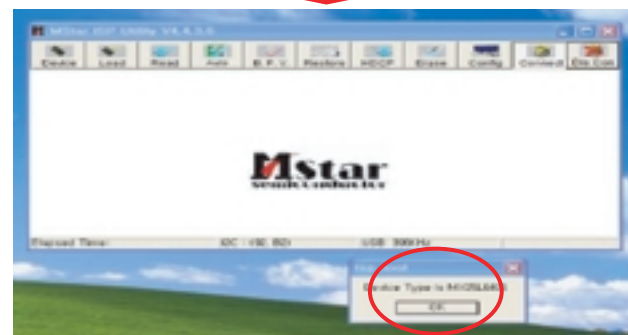 MStar ISP Utility V4.4.3.0
Device Load Read Auto B. P. V. Restore HDCP Erase Config Connect Dis.Con
MStar
Semiconductor
Elapsed Time: I2C USB
Device Type is
OK